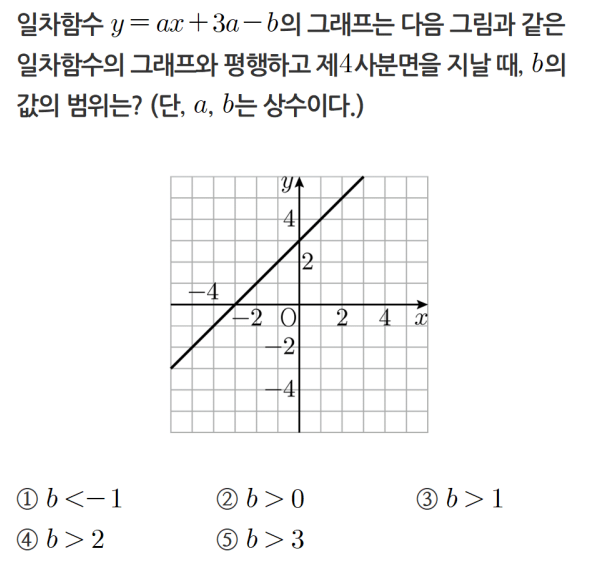 일차함수 y = ax+3a−b의 그래프는 다음 그림과 같은
일차함수의 그래프와 평행하고 제4사분면을 지날 때, b의
값의 범위는? (단, a, b는 상수이다.)
y
4
2
−4
−2 O 2 4 x
−2
−4
① b<−1 ② b>0 ③ b>1
④ b>2 ⑤ b>3